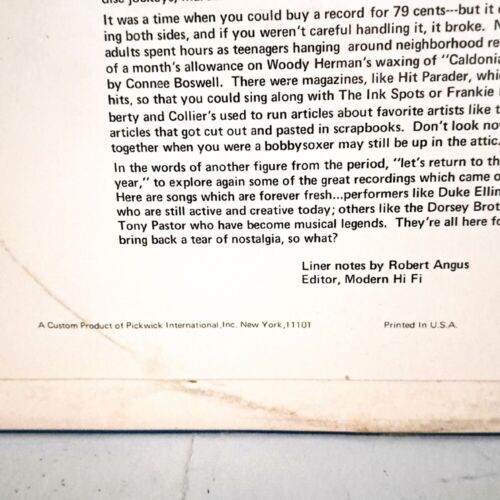 It was a time when you could buy a record for 79 cents---but it
ing both sides, and if you weren't careful handling it, it broke.
adults spent hours as teenagers hanging around neighborhood
of a month's allowance on Woody Herman's waxing of "Caldonia
by Connee Boswell. There were magazines, like Hit Parader,
hits, so that you could sing along with The Ink Spots or Frankie
berty and Collier's used to run articles about favorite artists like
articles that got cut out and pasted in scrapbooks. Don't look
together when you were a bobbysoxer may still be up in the attic.
In the words of another figure from the period, "let's return to
year," to explore again some of the great recordings which came
Here are songs which are forever fresh...performers like Duke
who are still active and creative today; others like the Dorsey
Tony Pastor who have become musical legends. They're all here
bring back a tear of nostalgia, so what?
Liner notes by Robert Angus
Editor, Modern Hi Fi
A Custom Product of Pickwick International, Inc. New York, 11101
Printed In U.S.A.